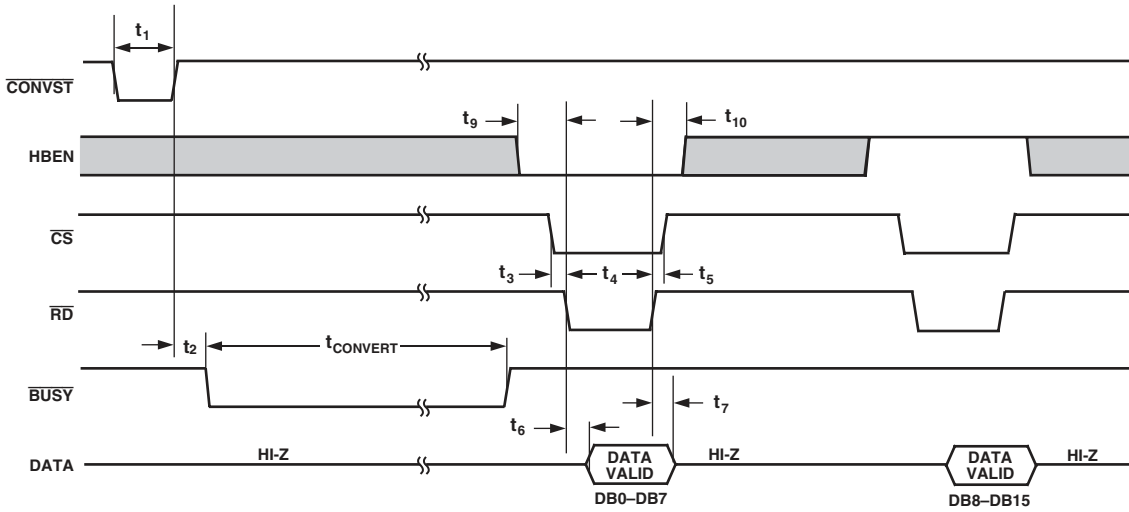 t1
CONVST
t9
t10
HBEN
CS
t3
t4
t5
RD
t2
tCONVERT
BUSY
t6
t7
DATA
HI-Z
DATA
VALID
HI-Z
DATA
VALID
HI-Z
DB0–DB7
DB8–DB15